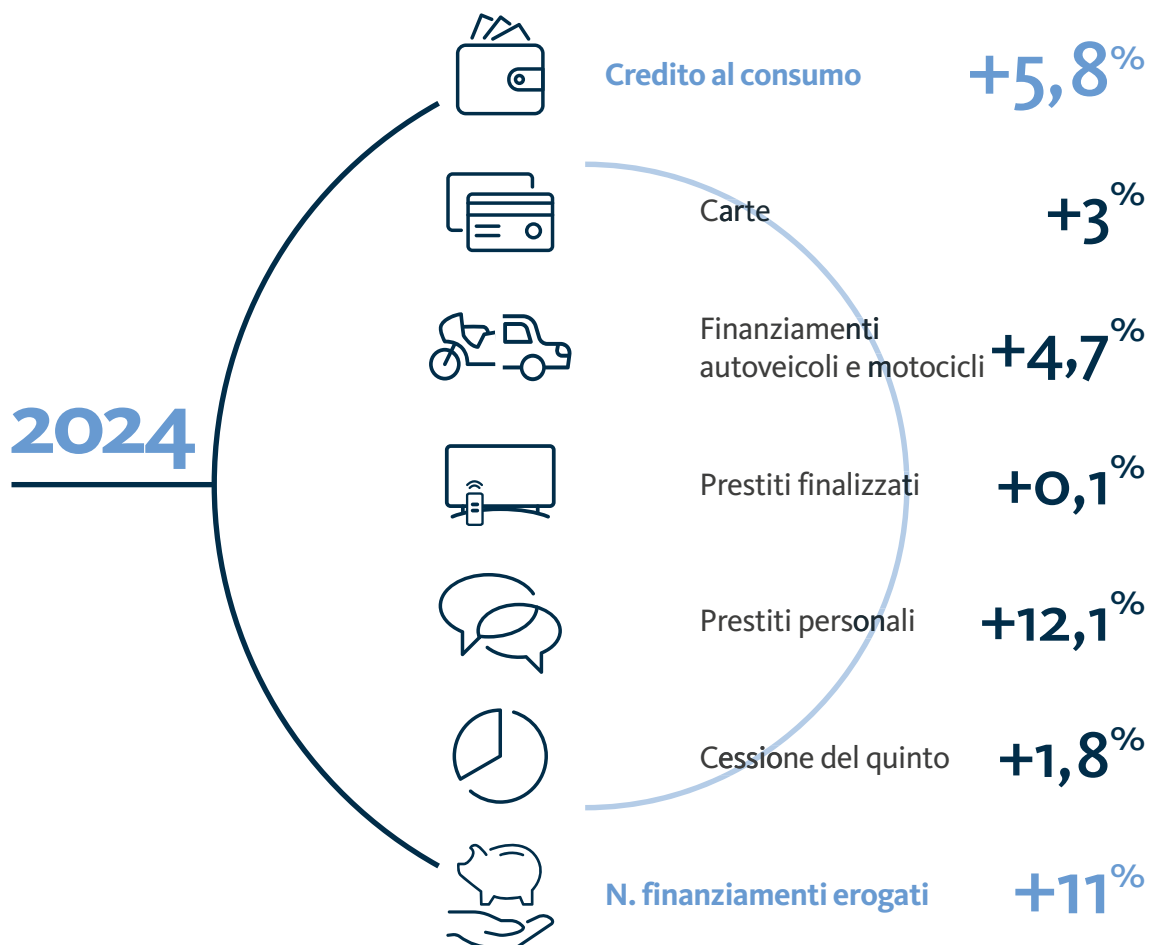 Credito al consumo +5,8%
Carte +3%
Finanziamenti
autoveicoli e motocicli +4,7%
2024
Prestiti finalizzati +0,1%
Prestiti personali +12,1%
Cessione del quinto +1,8%
N. finanziamenti erogati +11%